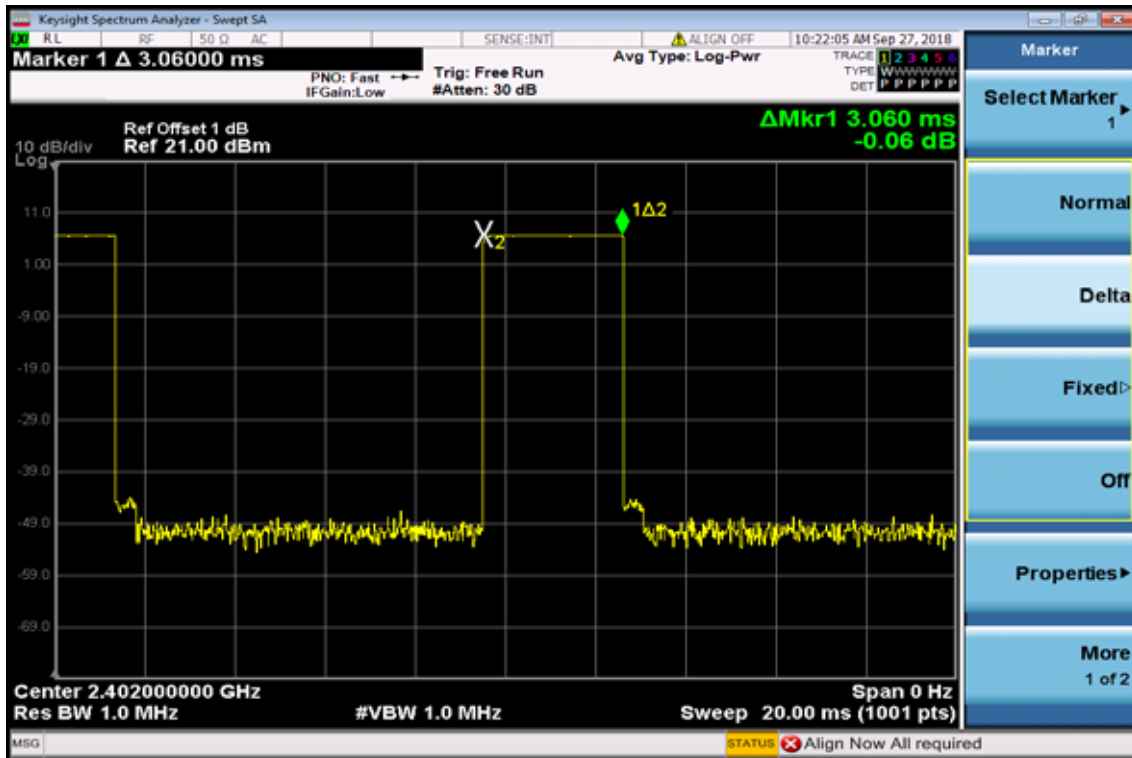 Keysight Spectrum Analyzer - Swept SA
RL RF 50 Ω AC SENSE:INT ALIGN OFF 10:22:05 AM Sep 27, 2018
Marker 1 Δ 3.06000 ms
PNO: Fast
IFGain:Low
Trig: Free Run
#Atten: 30 dB
Avg Type: Log-Pwr
TRACE 1 2 3 4 5 6
TYPE W
DET P P P P P P
ΔMkr1 3.060 ms
-0.06 dB
Ref Offset 1 dB
10 dB/div Ref 21.00 dBm
Log
11.0
1.00
-9.00
-19.0
-29.0
-39.0
-49.0
-59.0
-69.0
X2
1Δ2
Center 2.402000000 GHz Span 0 Hz
Res BW 1.0 MHz #VBW 1.0 MHz Sweep 20.00 ms (1001 pts)
MSG STATUS Align Now All required
Marker
Select Marker
1
Normal
Delta
Fixed
Off
Properties
More
1 of 2